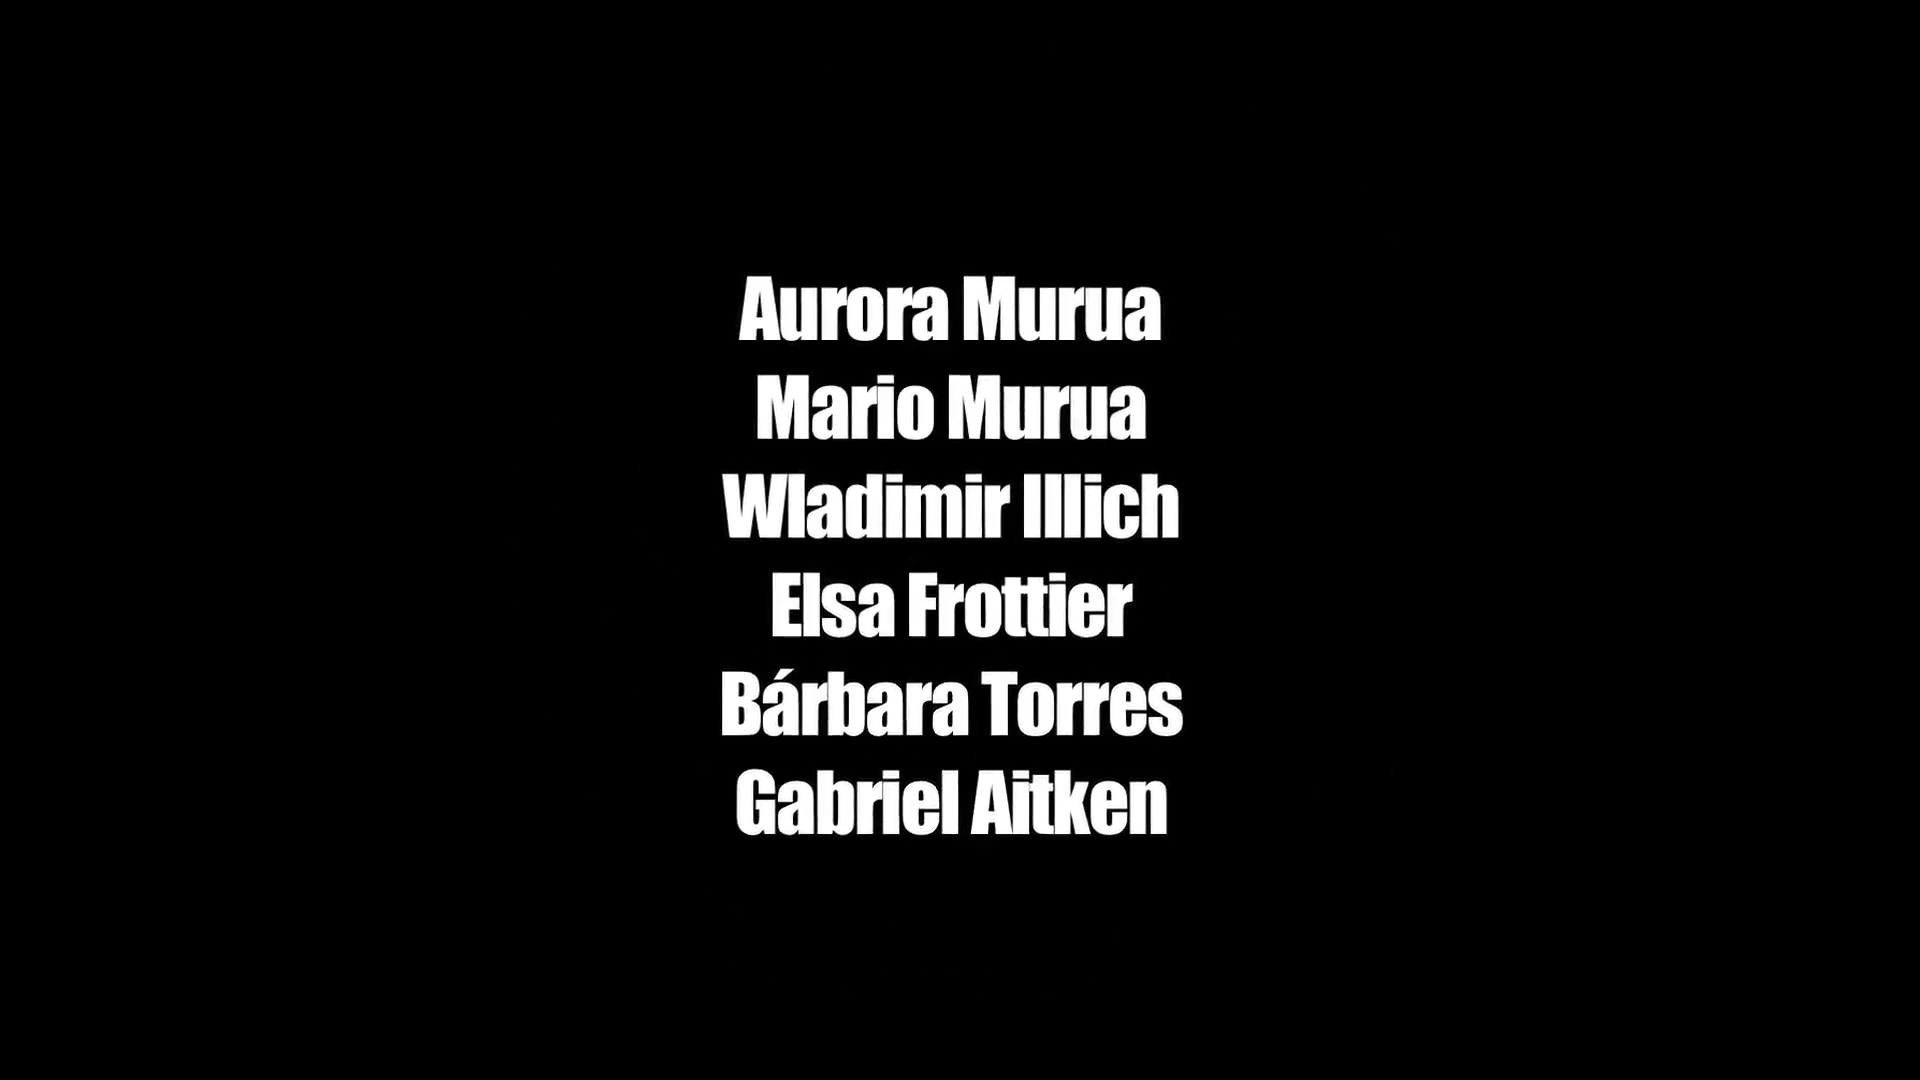 Aurora Murua
Mario Murua
Wladimir Illich
Elsa Frottier
Bárbara Torres
Gabriel Aitken